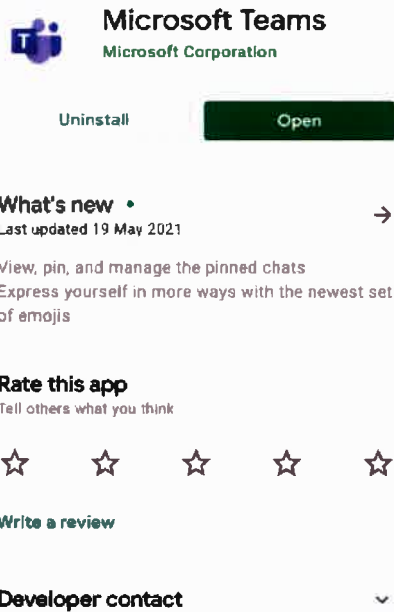 Microsoft Teams
Microsoft Corporation
Uninstall
Open
What's new •
Last updated 19 May 2021
View, pin, and manage the pinned chats
Express yourself in more ways with the newest set
of emojis
Rate this app
Tell others what you think
Write a review
Developer contact